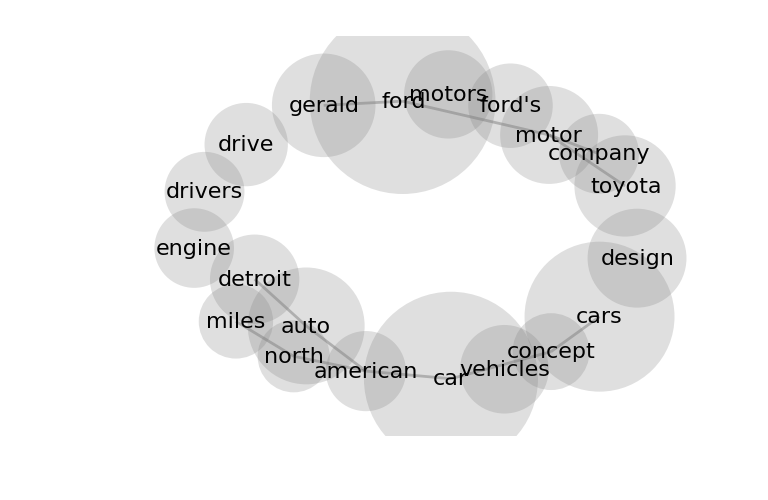 motors
ford
gerald
ford's
motor
drive
company
toyota
drivers
engine
design
detroit
cars
miles
auto
concept
north
vehicles
american
car